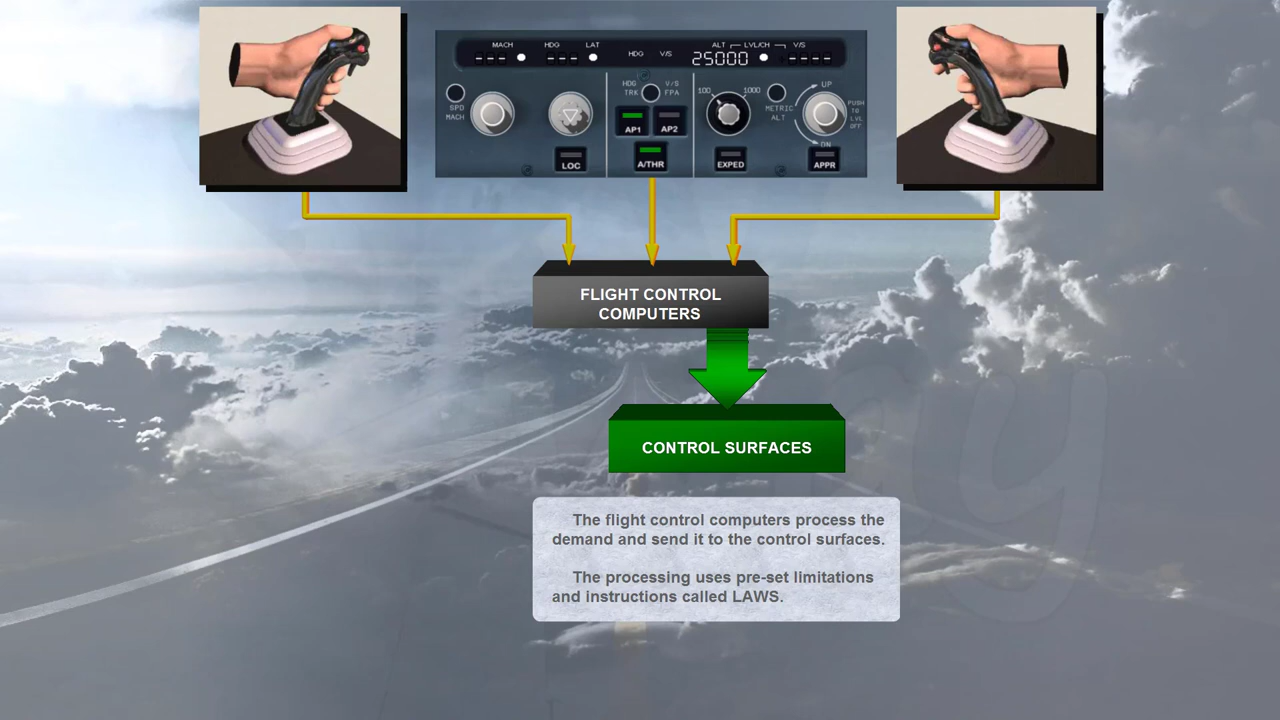 MACH HDG LAT HDG V/S ALT LVL/CH V/S
--- --- 25000
HDG V/S
TRK FPA
100 1000
UP
SPD
MACH
METRIC
ALT
PUSH
TO
LVL
OFF
AP1 AP2
DN
LOC A/THR EXPED APPR
FLIGHT CONTROL
COMPUTERS
CONTROL SURFACES
The flight control computers process the
demand and send it to the control surfaces.
The processing uses pre-set limitations
and instructions called LAWS.